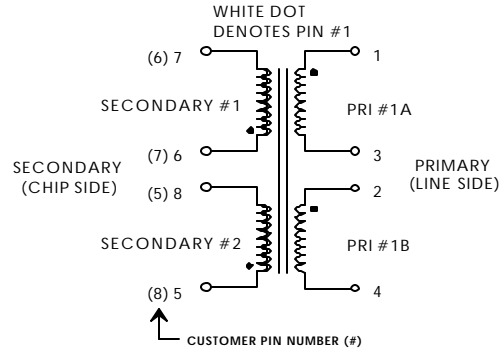 WHITE DOT
DENOTES PIN #1
(6) 7
1
SECONDARY #1
PRI #1A
(7) 6
3
SECONDARY
(CHIP SIDE)
PRIMARY
(LINE SIDE)
(5) 8
2
SECONDARY #2
PRI #1B
(8) 5
4
CUSTOMER PIN NUMBER (#)